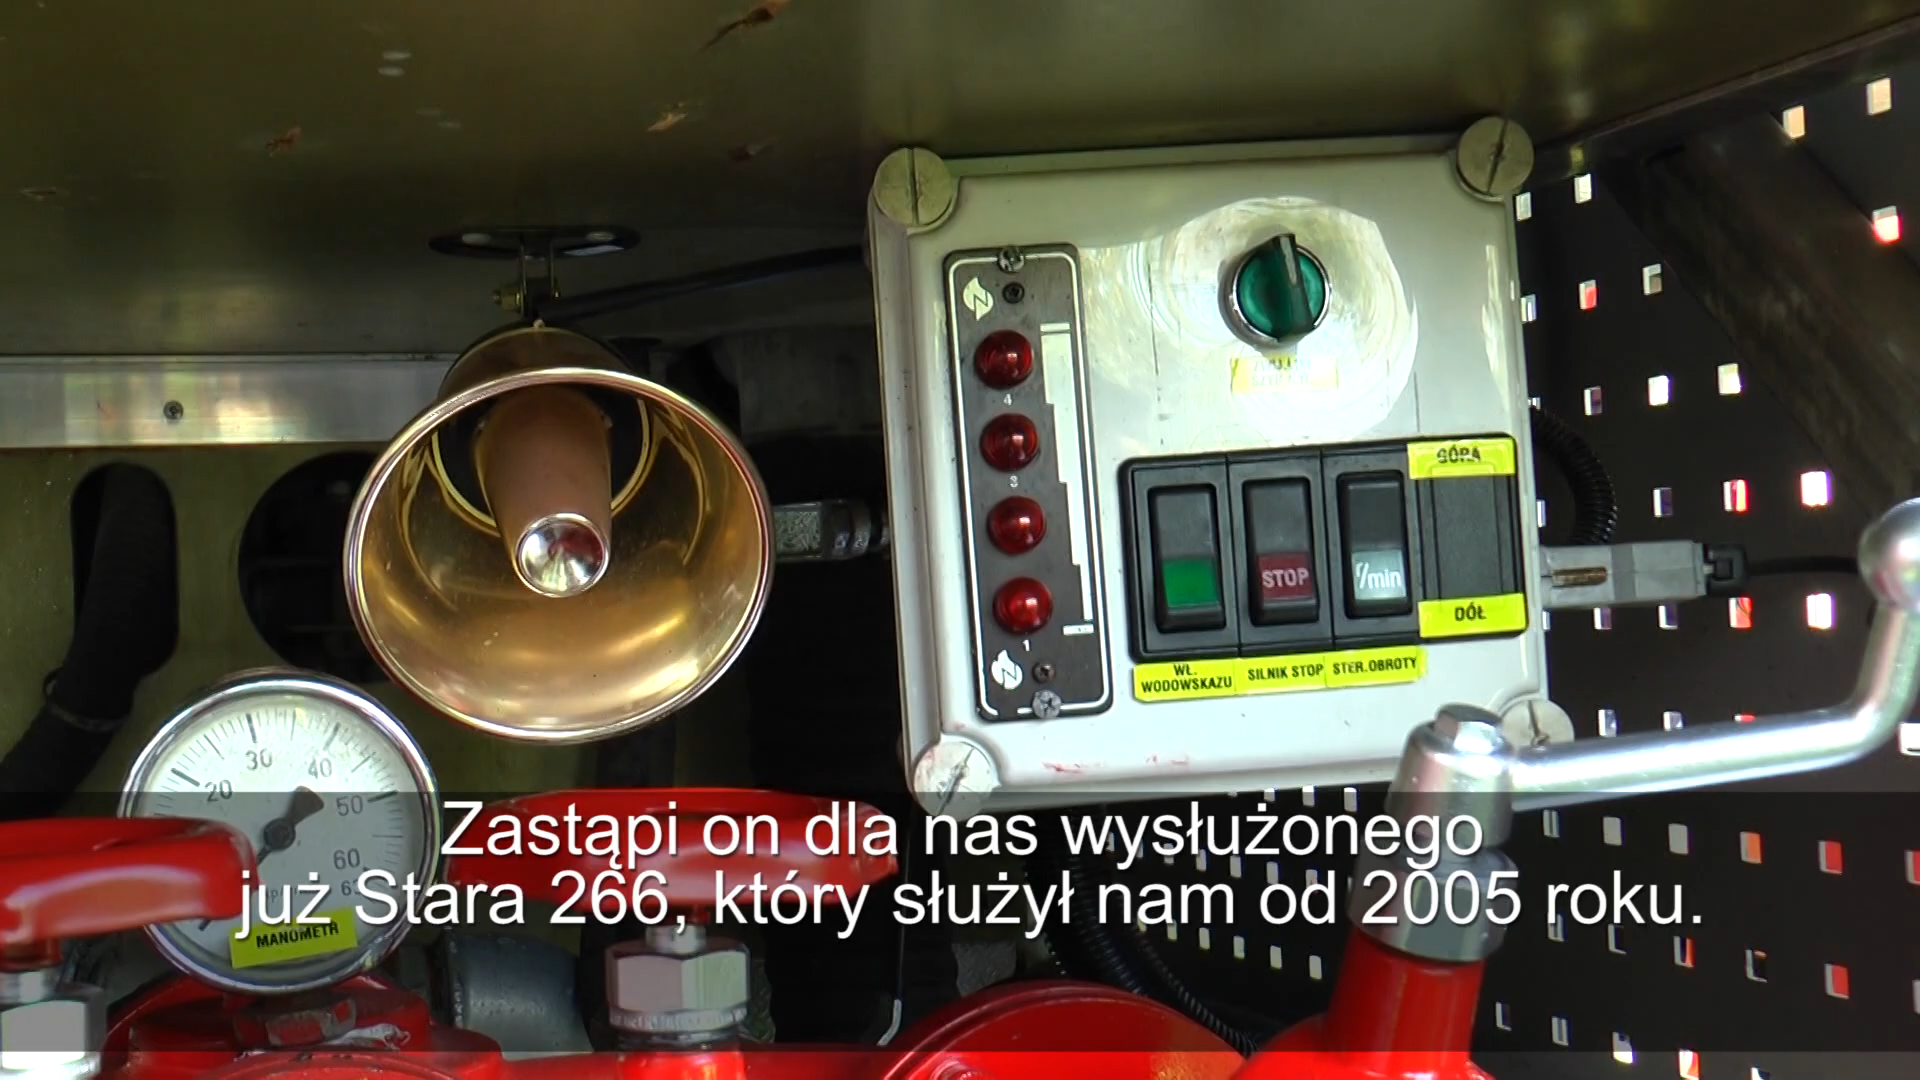 4
3
1
GÓRA
STOP
r/min
DÓŁ
WŁ.
WODOWSKAZU
SILNIK STOP
STER.OBROTY
20
30
40
50
60
63
MANOMETR
Zastąpi on dla nas wysłużonego
już Stara 266, który służył nam od 2005 roku.